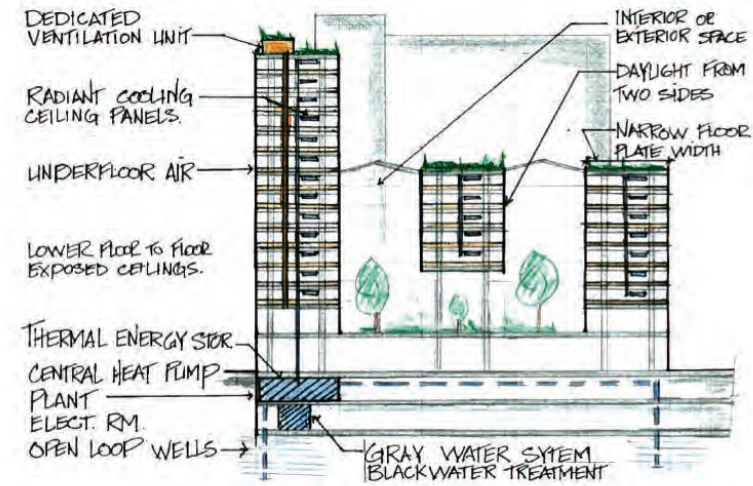 DEDICATED
VENTILATION UNIT
RADIANT COOLING
CEILING PANELS.
UNDERFLOOR AIR
LOWER FLOOR TO FLOOR
EXPOSED CEILINGS.
THERMAL ENERGY STOR.
CENTRAL HEAT PUMP
PLANT
ELECT. RM.
OPEN LOOP WELLS
INTERIOR OR
EXTERIOR SPACE
DAYLIGHT FROM
TWO SIDES
NARROW FLOOR
PLATE WIDTH
GRAY WATER SYTEM
BLACKWATER TREATMENT